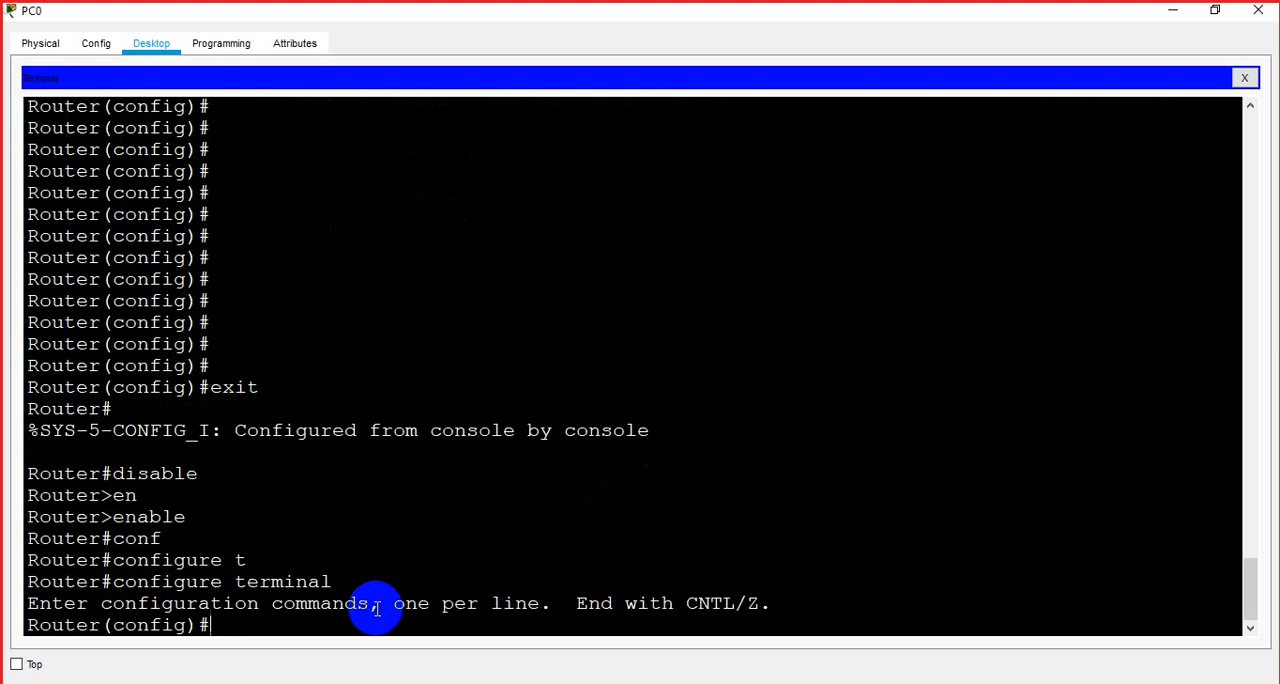 PC0
Physical Config Desktop Programming Attributes
Terminal X
Router(config)#
Router(config)#
Router(config)#
Router(config)#
Router(config)#
Router(config)#
Router(config)#
Router(config)#
Router(config)#
Router(config)#
Router(config)#
Router(config)#
Router(config)#
Router(config)#exit
Router#
%SYS-5-CONFIG_I: Configured from console by console
Router#disable
Router>en
Router>enable
Router#conf
Router#configure t
Router#configure terminal
Enter configuration commands, one per line.  End with CNTL/Z.
Router(config)#
Top